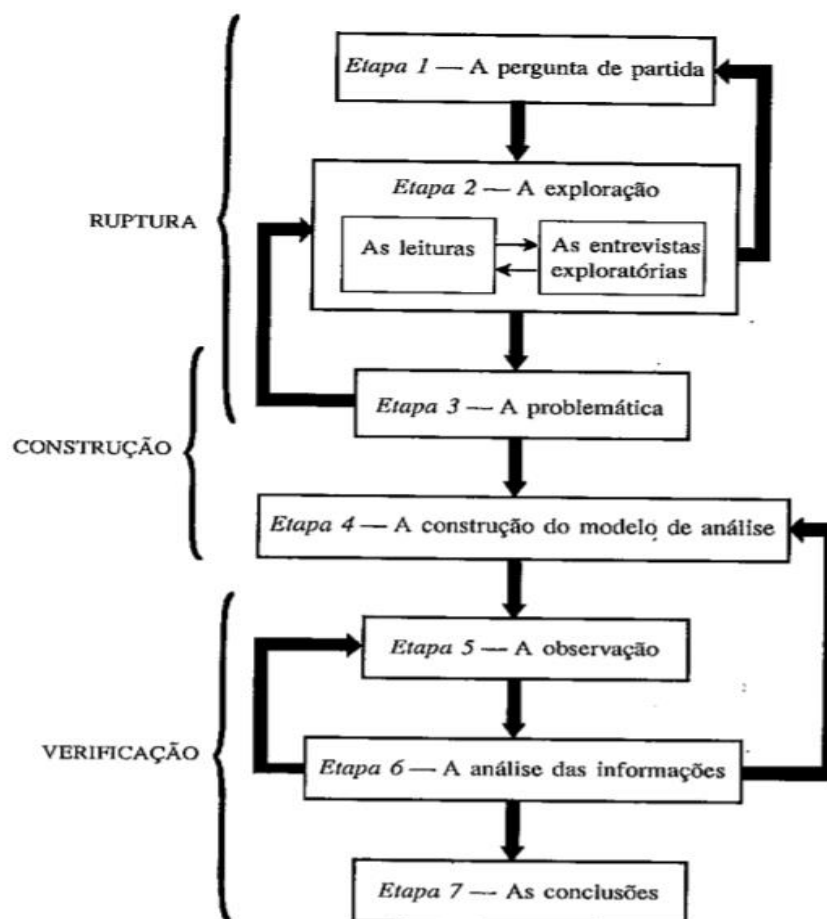 Etapa 1 — A pergunta de partida
Etapa 2 — A exploração
RUPTURA
As leituras
As entrevistas
exploratórias
Etapa 3 — A problemática
CONSTRUÇÃO
Etapa 4 — A construção do modelo de análise
Etapa 5 — A observação
VERIFICAÇÃO
Etapa 6 — A análise das informações
Etapa 7 — As conclusões